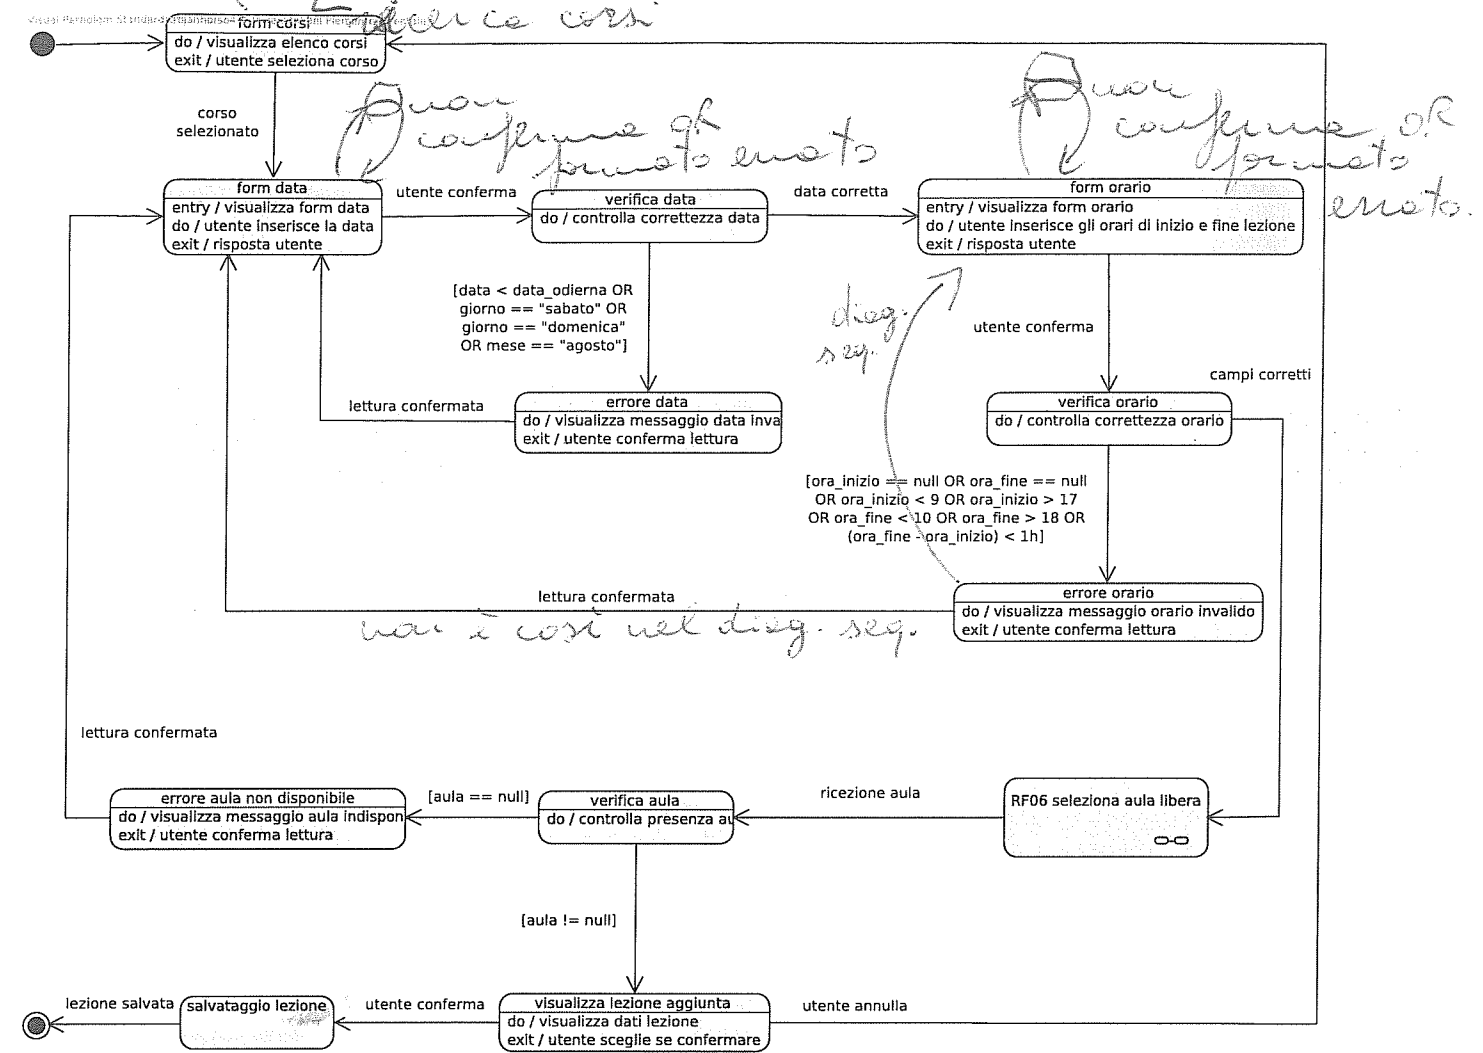 Visual Paradigm Standard
ricerca corsi
form corsi
do / visualizza elenco corsi
exit / utente seleziona corso
corso
selezionato
conferma OR
formato errato
conferma OR
formato
errato.
form data
entry / visualizza form data
do / utente inserisce la data
exit / risposta utente
utente conferma
verifica data
do / controlla correttezza data
data corretta
form orario
entry / visualizza form orario
do / utente inserisce gli orari di inizio e fine lezione
exit / risposta utente
[data < data_odierna OR
giorno == "sabato" OR
giorno == "domenica"
OR mese == "agosto"]
diag.
seq.
utente conferma
campi corretti
lettura confermata
errore data
do / visualizza messaggio data inva
exit / utente conferma lettura
verifica orario
do / controlla correttezza orario
[ora_inizio == null OR ora_fine == null
OR ora_inizio < 9 OR ora_inizio > 17
OR ora_fine < 10 OR ora_fine > 18 OR
(ora_fine - ora_inizio) < 1h]
lettura confermata
non è così nel diag. seq.
errore orario
do / visualizza messaggio orario invalido
exit / utente conferma lettura
lettura confermata
errore aula non disponibile
do / visualizza messaggio aula indispon
exit / utente conferma lettura
[aula == null]
verifica aula
do / controlla presenza au
ricezione aula
RF06 seleziona aula libera
[aula != null]
lezione salvata
salvataggio lezione
utente conferma
visualizza lezione aggiunta
do / visualizza dati lezione
exit / utente sceglie se confermare
utente annulla